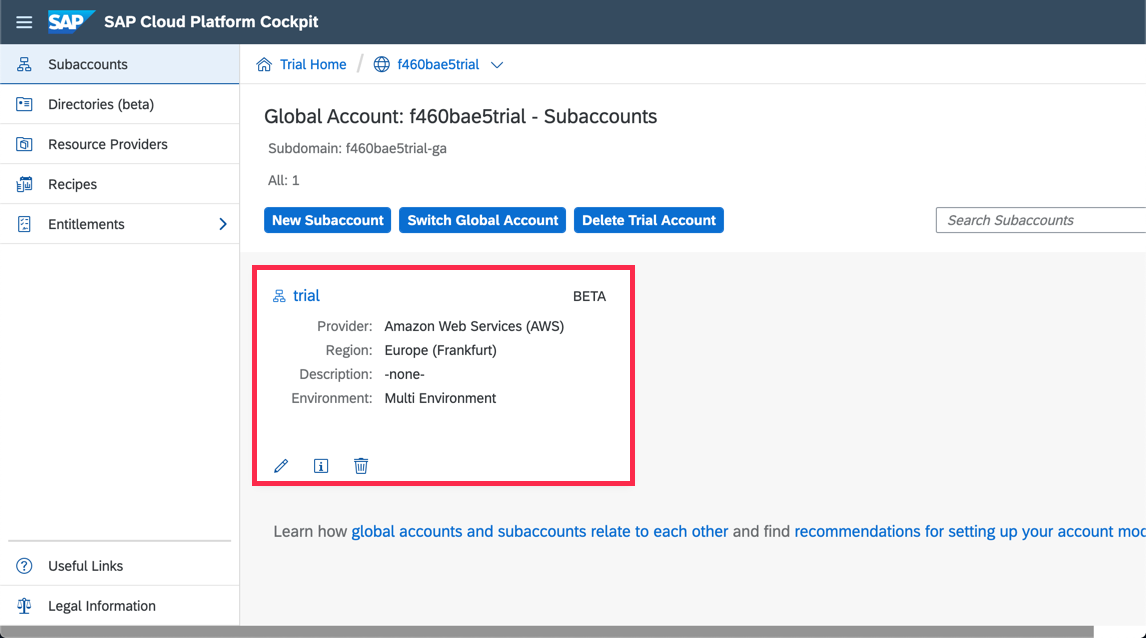 SAP SAP Cloud Platform Cockpit
Subaccounts
Directories (beta)
Resource Providers
Recipes
Entitlements
Useful Links
Legal Information
Trial Home / f460bae5trial
Global Account: f460bae5trial - Subaccounts
Subdomain: f460bae5trial-ga
All: 1
New Subaccount Switch Global Account Delete Trial Account Search Subaccounts
trial BETA
Provider: Amazon Web Services (AWS)
Region: Europe (Frankfurt)
Description: -none-
Environment: Multi Environment
Learn how global accounts and subaccounts relate to each other and find recommendations for setting up your account